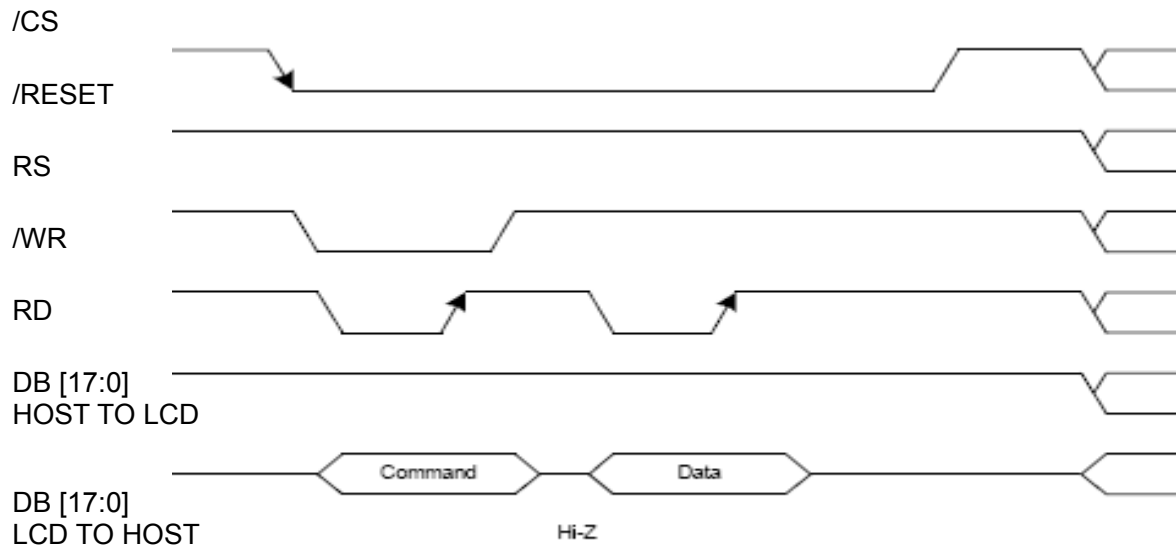 /CS
/RESET
RS
/WR
RD
DB [17:0]
HOST TO LCD
Command
Data
DB [17:0]
LCD TO HOST
Hi-Z